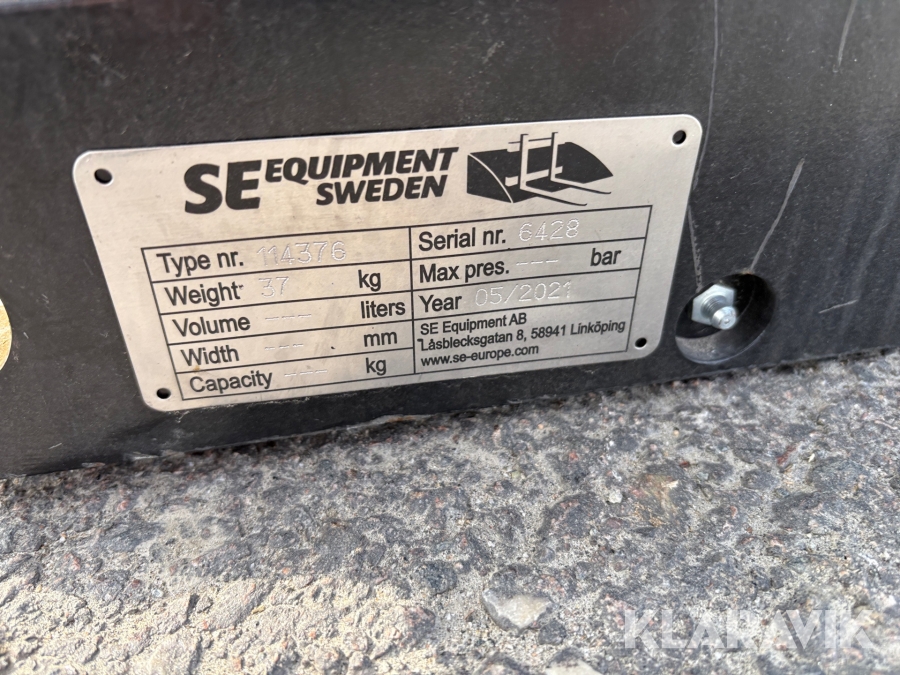 SE EQUIPMENT
SWEDEN
Type nr. 114376
Weight 37 kg
Volume --- liters
Width --- mm
Capacity --- kg
Serial nr. 6428
Max pres. --- bar
Year 05/2021
SE Equipment AB
Låsblecksgatan 8, 58941 Linköping
www.se-europe.com
KLARAVIK